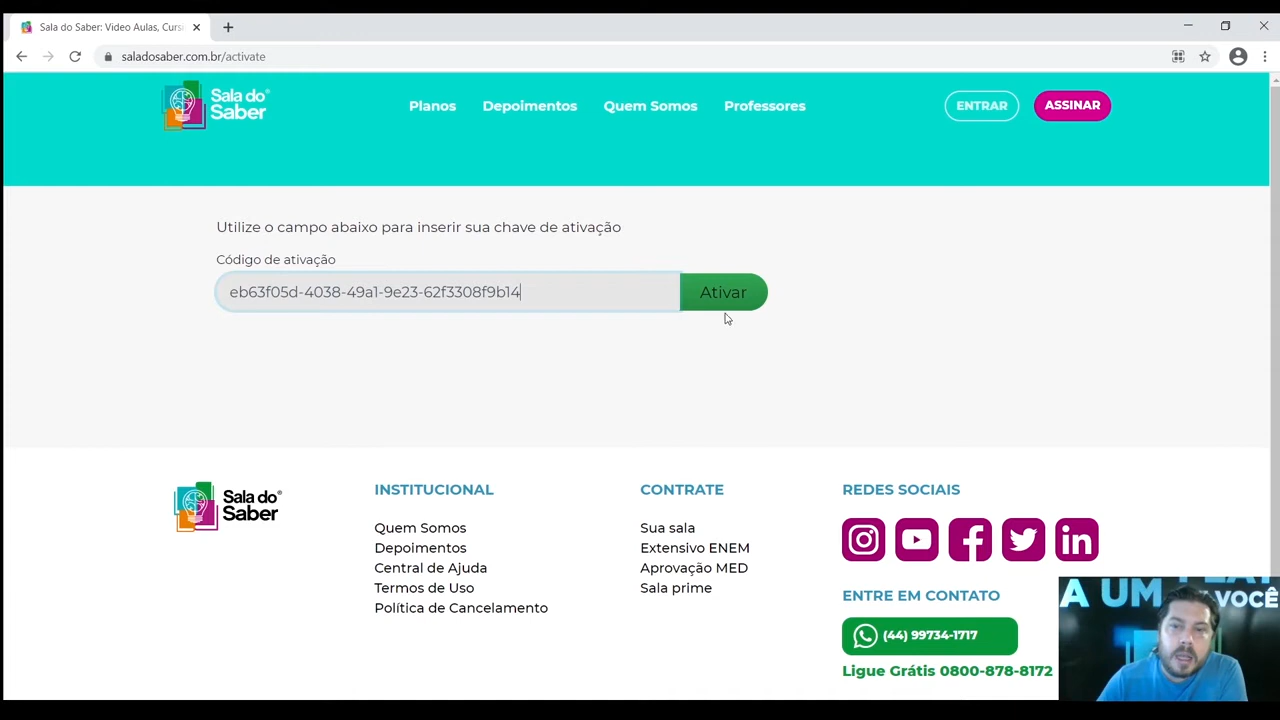 Sala do Saber: Video Aulas, Cursi
saladosaber.com.br/activate
Sala do
Saber
Planos
Depoimentos
Quem Somos
Professores
ENTRAR
ASSINAR
Utilize o campo abaixo para inserir sua chave de ativação
Código de ativação
eb63f05d-4038-49a1-9e23-62f3308f9b14
Ativar
Sala do
Saber
INSTITUCIONAL
Quem Somos
Depoimentos
Central de Ajuda
Termos de Uso
Política de Cancelamento
CONTRATE
Sua sala
Extensivo ENEM
Aprovação MED
Sala prime
REDES SOCIAIS
ENTRE EM CONTATO
(44) 99734-1717
Ligue Grátis 0800-878-8172
A UM
VOCÊ